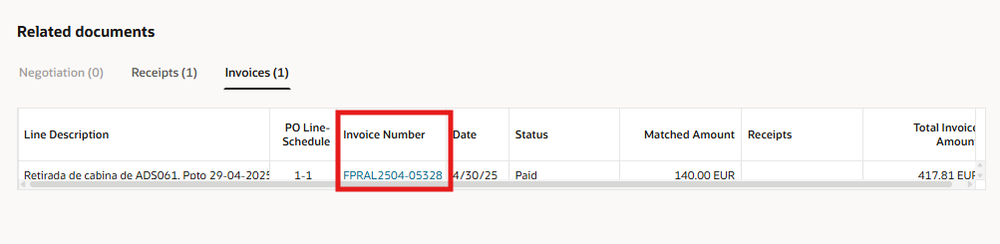 Related documents
Negotiation (0) Receipts (1) Invoices (1)
Line Description PO Line-Schedule Invoice Number Date Status Matched Amount Receipts Total Invoice Amount
Retirada de cabina de ADS061. Ppto 29-04-2025 1-1 FPRAL2504-05328 4/30/25 Paid 140.00 EUR 417.81 EUR